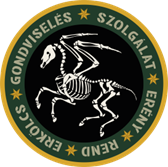 GONDVISELÉS ★ SZOLGÁLAT ★ ERÉNY ★ REND ★ ERKÖLCS ★